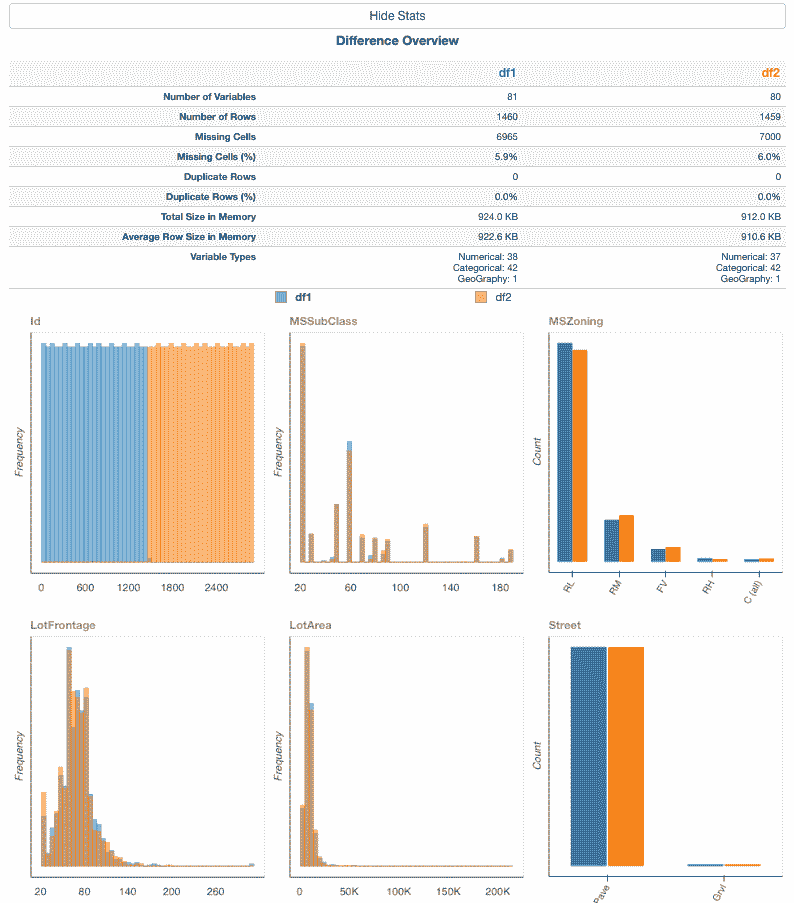 Hide Stats
Difference Overview
df1 df2
Number of Variables 81 80
Number of Rows 1460 1459
Missing Cells 6965 7000
Missing Cells (%) 5.9% 6.0%
Duplicate Rows 0 0
Duplicate Rows (%) 0.0% 0.0%
Total Size in Memory 924.0 KB 912.0 KB
Average Row Size in Memory 922.6 KB 910.6 KB
Variable Types Numerical: 38 Numerical: 37
Categorical: 42 Categorical: 42
GeoGraphy: 1 GeoGraphy: 1
df1 df2
Id
Frequency
0 600 1200 1800 2400
MSSubClass
Frequency
20 60 100 140 180
MSZoning
Count
RL RM FV RH C (all)
LotFrontage
Frequency
20 80 140 200 260
LotArea
Frequency
0 50K 100K 150K 200K
Street
Count
Pave Grvl